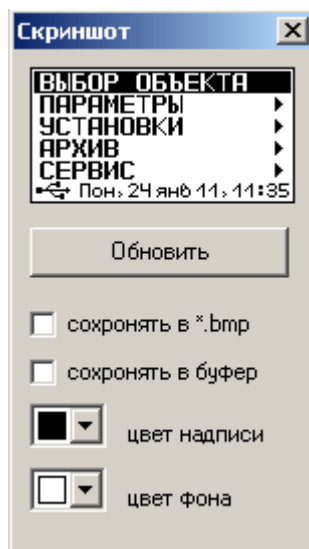 Скриншот
ВЫБОР ОБЪЕКТА
ПАРАМЕТРЫ
УСТАНОВКИ
АРХИВ
СЕРВИС
Пон, 24 янв 11, 11:35
Обновить
сохронять в *.bmp
сохронять в буфер
цвет надписи
цвет фона